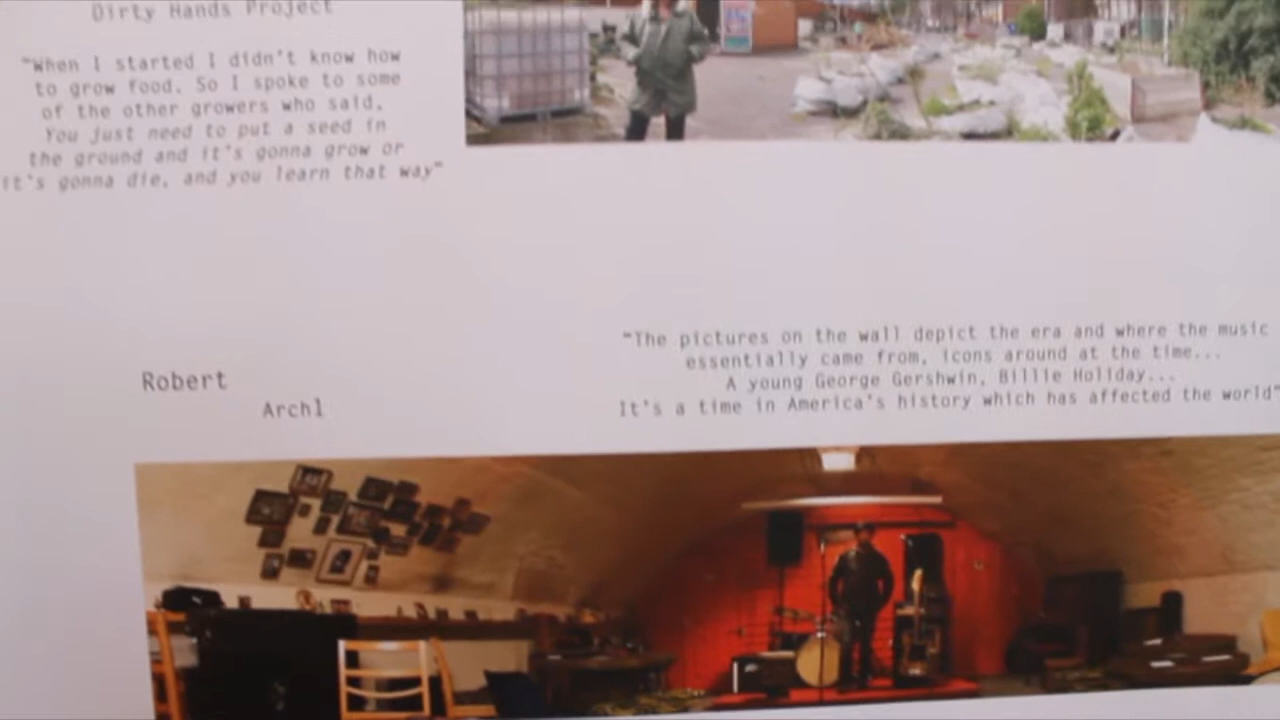 Dirty Hands Project
"When I started I didn't know how
to grow food. So I spoke to some
of the other growers who said,
You just need to put a seed in
the ground and it's gonna grow or
it's gonna die, and you learn that way"
"The pictures on the wall depict the era and where the music
essentially came from, icons around at the time...
A young George Gershwin, Billie Holiday...
It's a time in America's history which has affected the world"
Robert
Arch1